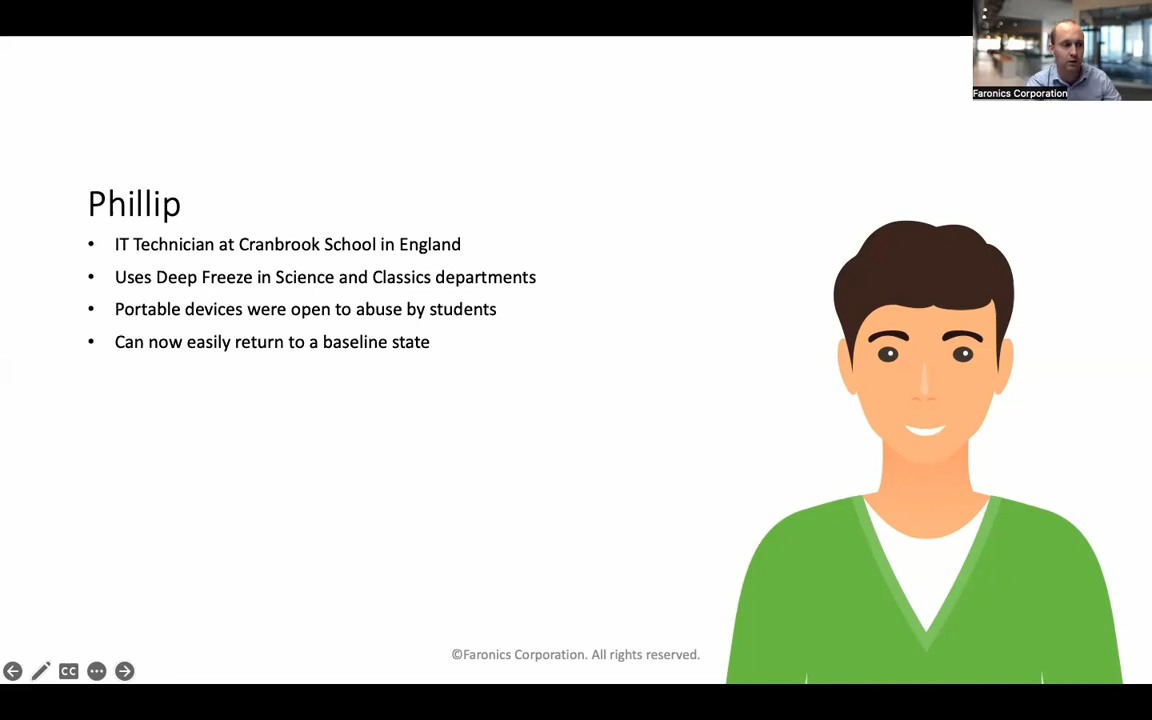 Faronics Corporation
Phillip
• IT Technician at Cranbrook School in England
• Uses Deep Freeze in Science and Classics departments
• Portable devices were open to abuse by students
• Can now easily return to a baseline state
©Faronics Corporation. All rights reserved.
CC